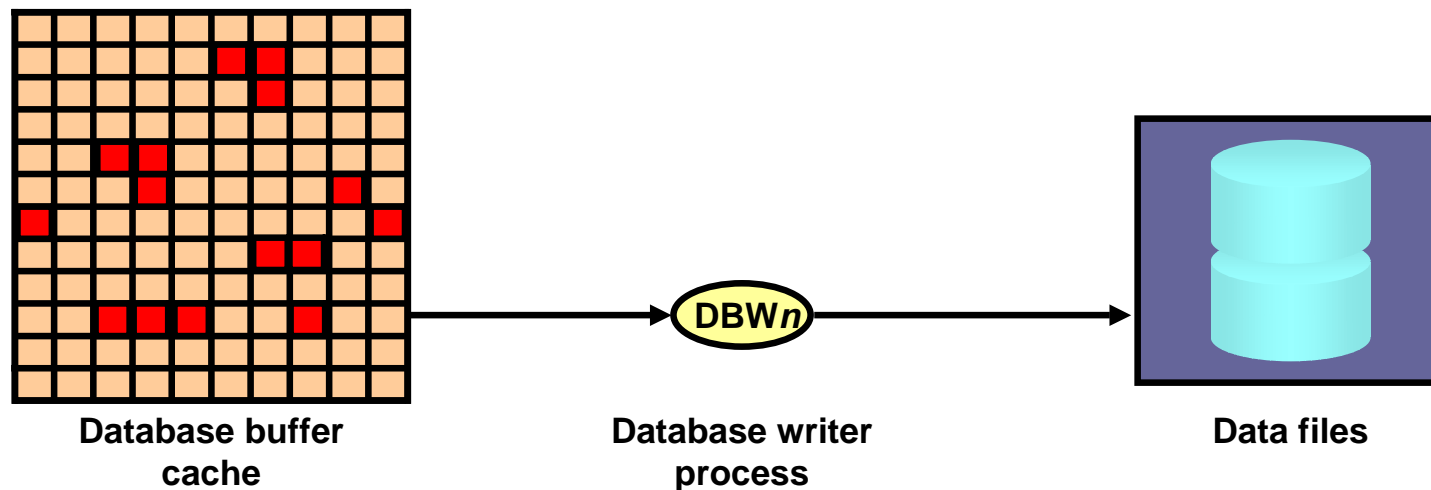 DBWn
Database buffer
cache
Database writer
process
Data files